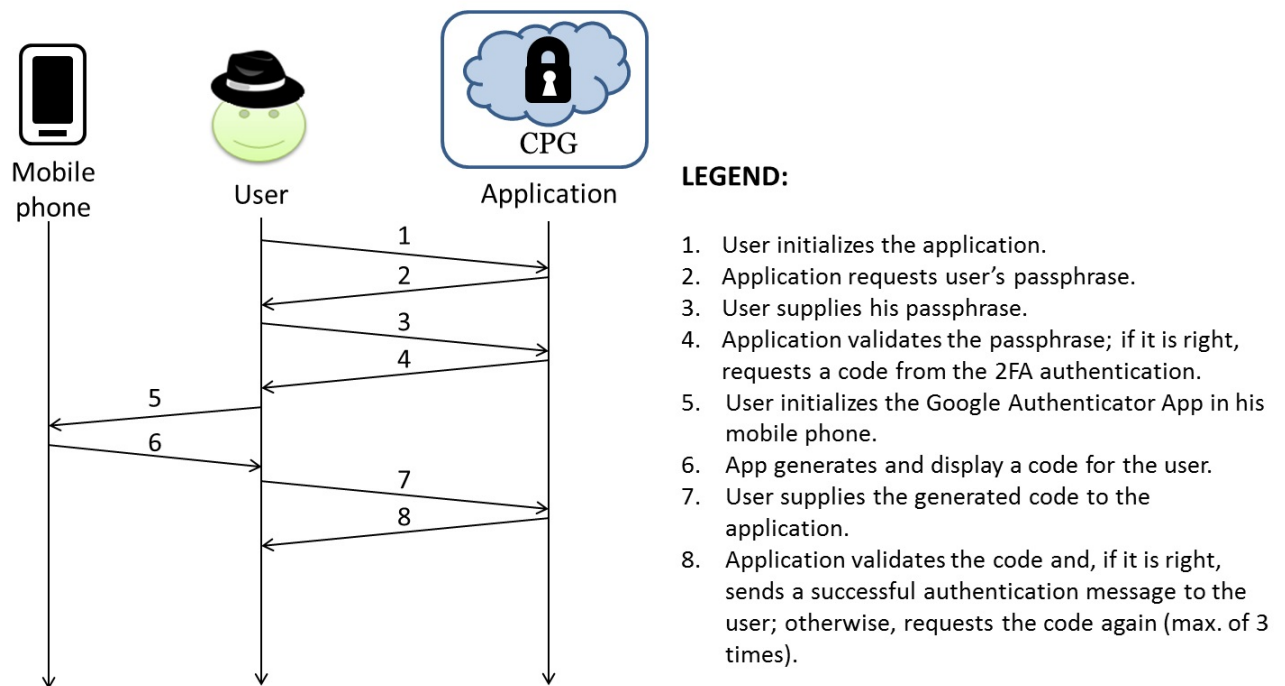 CPG
Mobile
phone
User
Application
1
2
3
4
5
6
7
8
LEGEND:
1. User initializes the application.
2. Application requests user’s passphrase.
3. User supplies his passphrase.
4. Application validates the passphrase; if it is right,
requests a code from the 2FA authentication.
5. User initializes the Google Authenticator App in his
mobile phone.
6. App generates and display a code for the user.
7. User supplies the generated code to the
application.
8. Application validates the code and, if it is right,
sends a successful authentication message to the
user; otherwise, requests the code again (max. of 3
times).